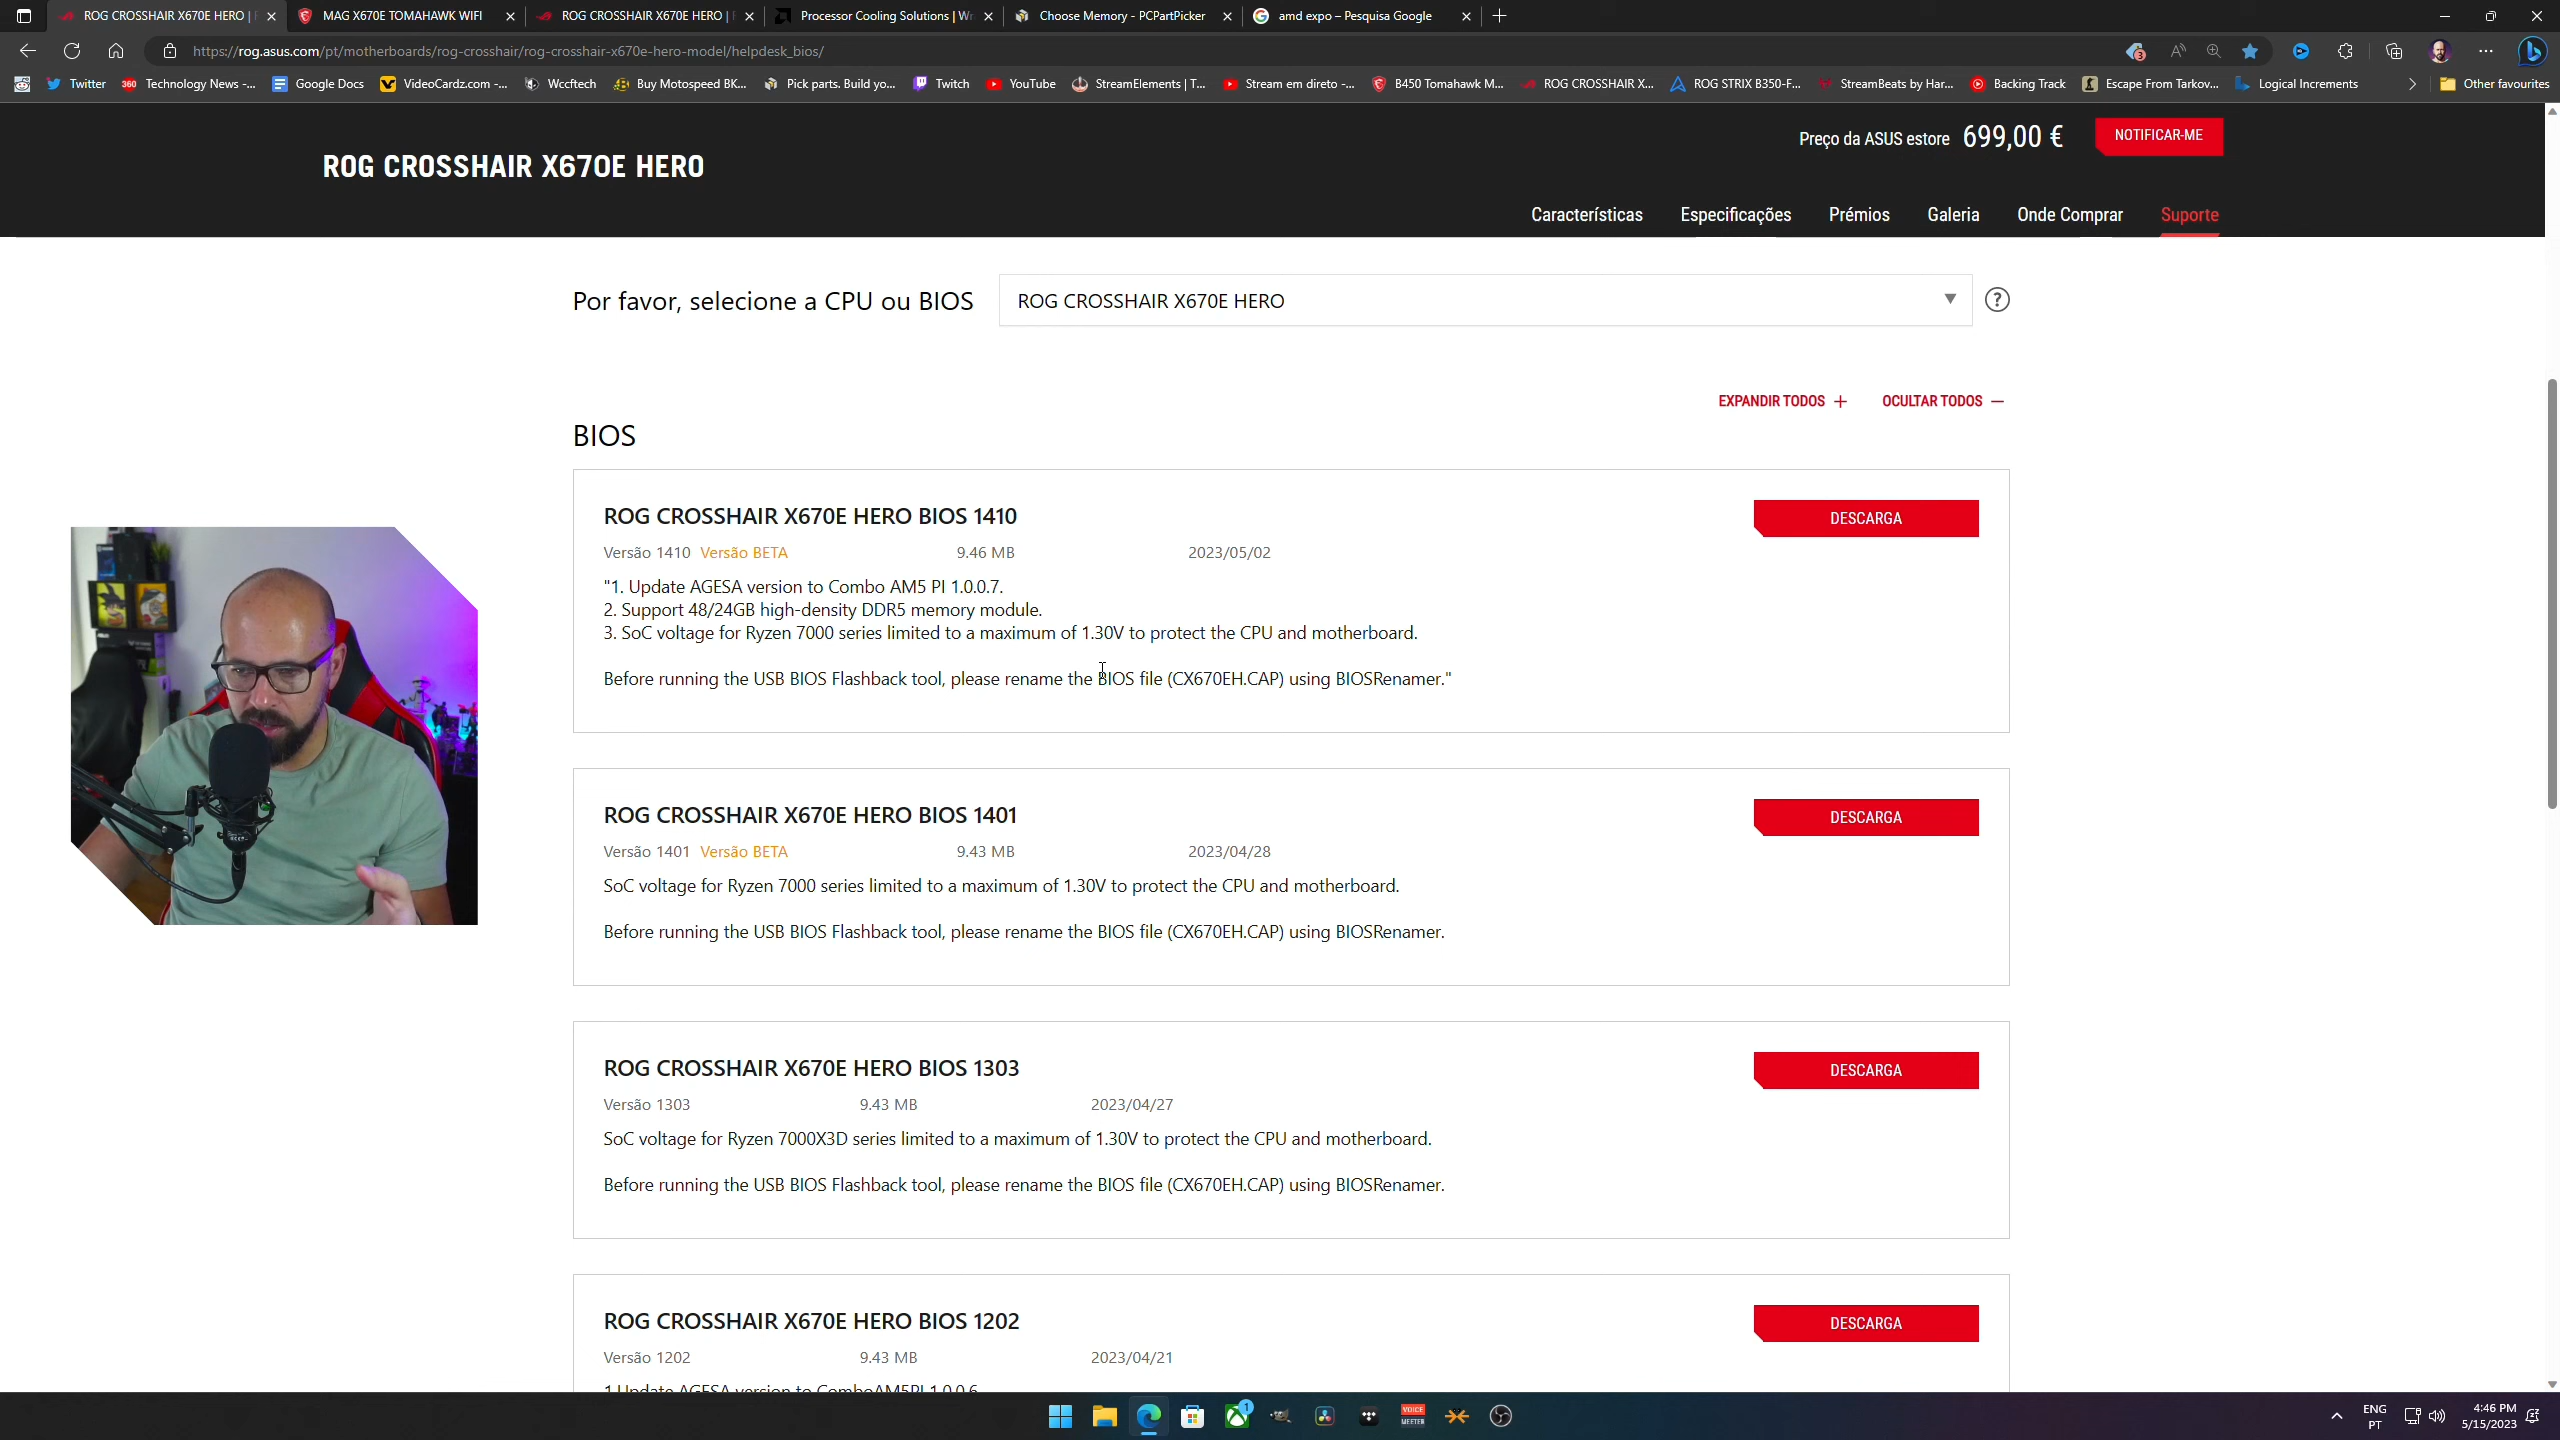 ROG CROSSHAIR X670E HERO |
MAG X670E TOMAHAWK WIFI
ROG CROSSHAIR X670E HERO |
Processor Cooling Solutions |
Choose Memory - PCPartPicker
amd expo – Pesquisa Google
https://rog.asus.com/pt/motherboards/rog-crosshair/rog-crosshair-x670e-hero-model/helpdesk_bios/
3
Twitter
360 Technology News -...
Google Docs
VideoCardz.com -...
Wccftech
Buy Motospeed BK...
Pick parts. Build yo...
Twitch
YouTube
StreamElements | T...
Stream em direto -...
B450 Tomahawk M...
ROG CROSSHAIR X...
ROG STRIX B350-F...
StreamBeats by Har...
Backing Track
Escape From Tarkov...
Logical Increments
Other favourites
Preço da ASUS estore 699,00 €
NOTIFICAR-ME
ROG CROSSHAIR X670E HERO
Características Especificações Prémios Galeria Onde Comprar Suporte
Por favor, selecione a CPU ou BIOS
ROG CROSSHAIR X670E HERO
?
EXPANDIR TODOS + OCULTAR TODOS −
BIOS
ROG CROSSHAIR X670E HERO BIOS 1410
DESCARGA
Versão 1410 Versão BETA 9.46 MB 2023/05/02
"1. Update AGESA version to Combo AM5 PI 1.0.0.7.
2. Support 48/24GB high-density DDR5 memory module.
3. SoC voltage for Ryzen 7000 series limited to a maximum of 1.30V to protect the CPU and motherboard.
Before running the USB BIOS Flashback tool, please rename the BIOS file (CX670EH.CAP) using BIOSRenamer."
ROG CROSSHAIR X670E HERO BIOS 1401
DESCARGA
Versão 1401 Versão BETA 9.43 MB 2023/04/28
SoC voltage for Ryzen 7000 series limited to a maximum of 1.30V to protect the CPU and motherboard.
Before running the USB BIOS Flashback tool, please rename the BIOS file (CX670EH.CAP) using BIOSRenamer.
ROG CROSSHAIR X670E HERO BIOS 1303
DESCARGA
Versão 1303 9.43 MB 2023/04/27
SoC voltage for Ryzen 7000X3D series limited to a maximum of 1.30V to protect the CPU and motherboard.
Before running the USB BIOS Flashback tool, please rename the BIOS file (CX670EH.CAP) using BIOSRenamer.
ROG CROSSHAIR X670E HERO BIOS 1202
DESCARGA
Versão 1202 9.43 MB 2023/04/21
1.Update AGESA version to ComboAM5PI 1.0.0.6
1
VOICE
MEETER
ENG
PT
4:46 PM
5/15/2023